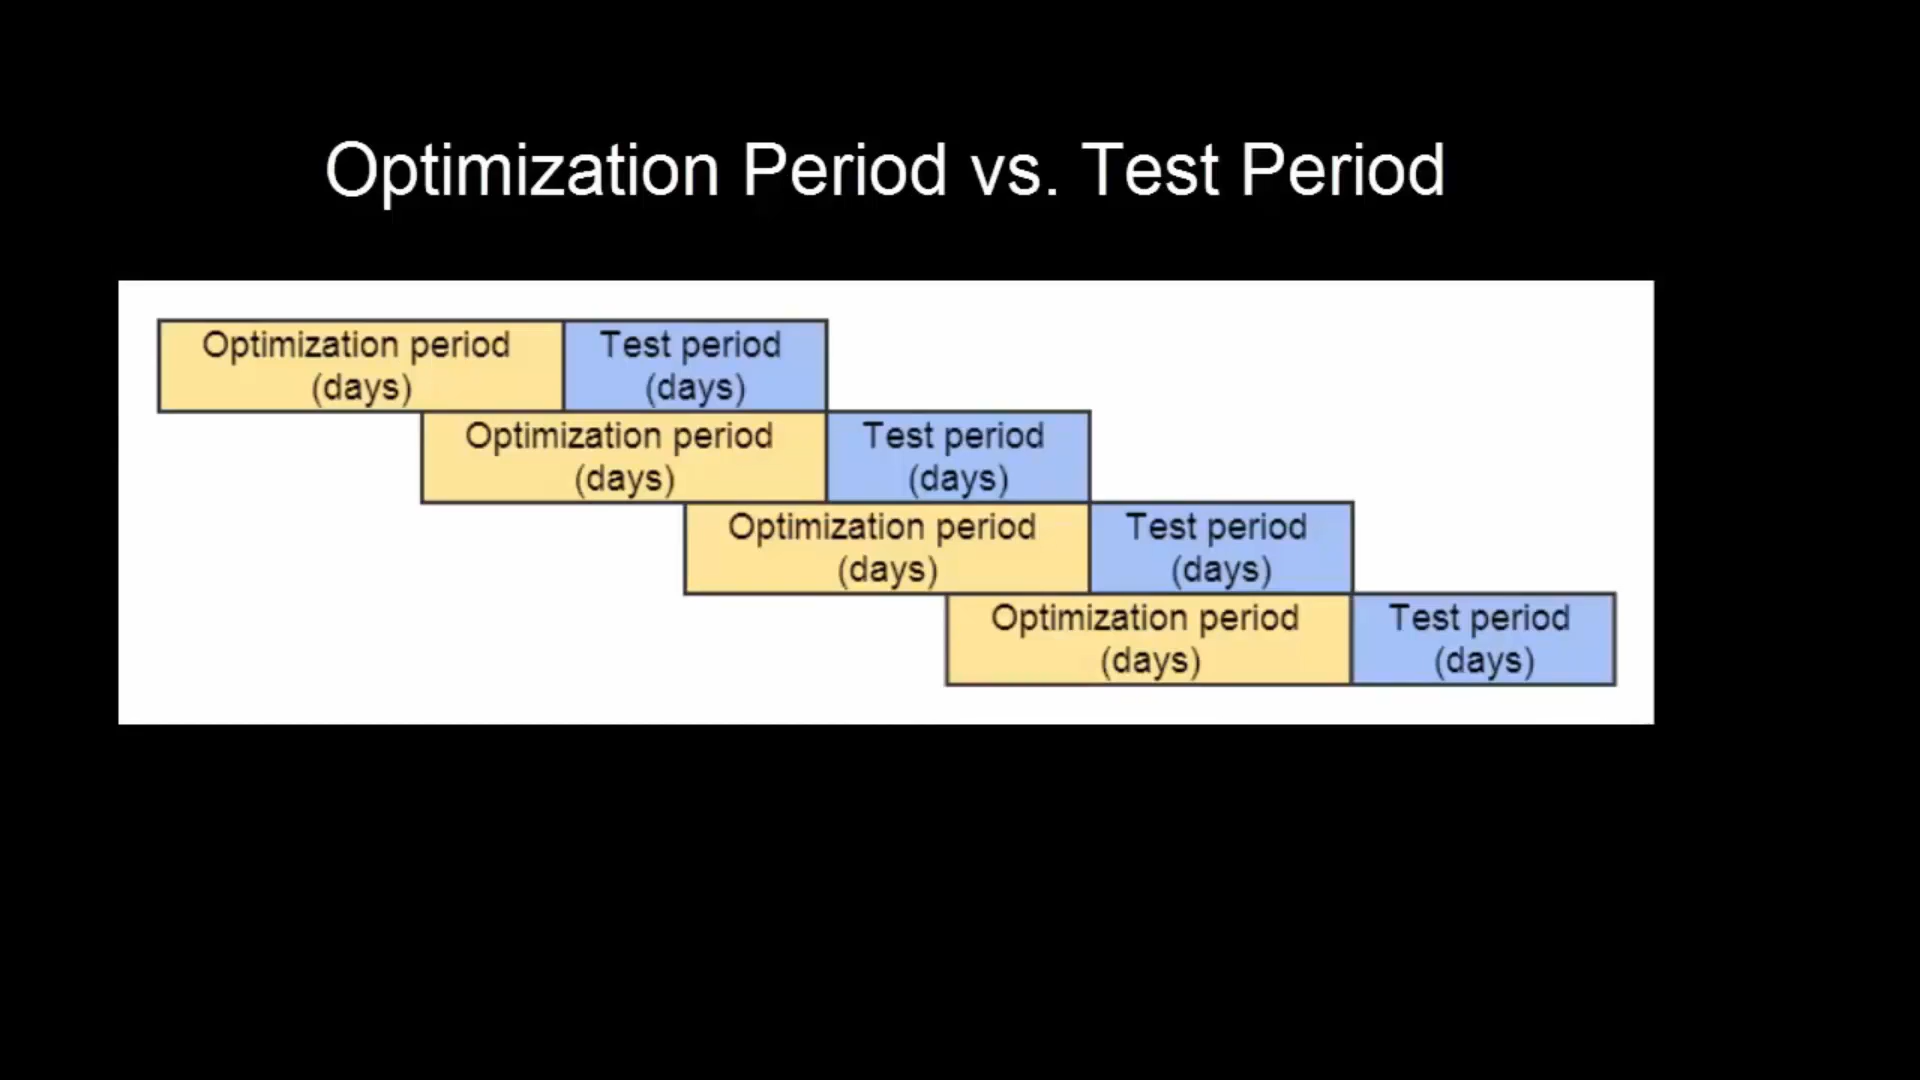 Optimization Period vs. Test Period
Optimization period
(days)
Test period
(days)
Optimization period
(days)
Test period
(days)
Optimization period
(days)
Test period
(days)
Optimization period
(days)
Test period
(days)